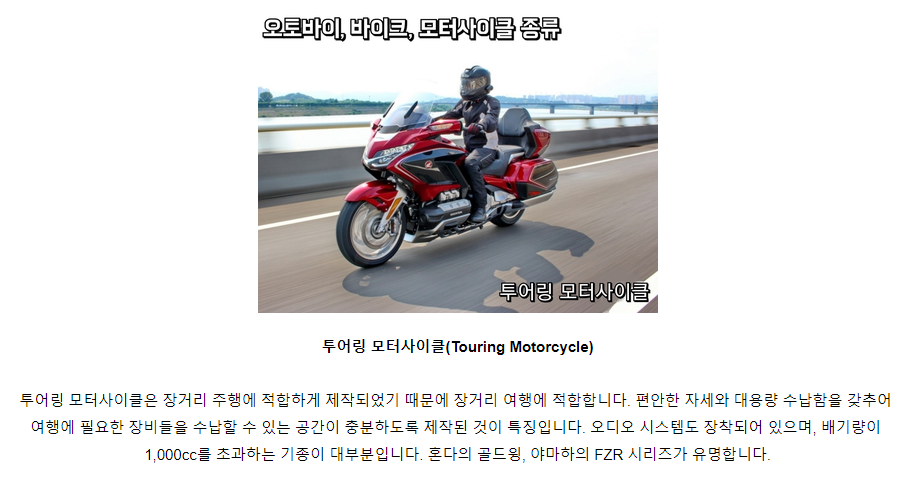 오토바이, 바이크, 모터사이클 종류
투어링 모터사이클
투어링 모터사이클(Touring Motorcycle)
투어링 모터사이클은 장거리 주행에 적합하게 제작되었기 때문에 장거리 여행에 적합합니다. 편안한 자세와 대용량 수납함을 갖추어
여행에 필요한 장비들을 수납할 수 있는 공간이 충분하도록 제작된 것이 특징입니다. 오디오 시스템도 장착되어 있으며, 배기량이
1,000cc를 초과하는 기종이 대부분입니다. 혼다의 골드윙, 야마하의 FZR 시리즈가 유명합니다.